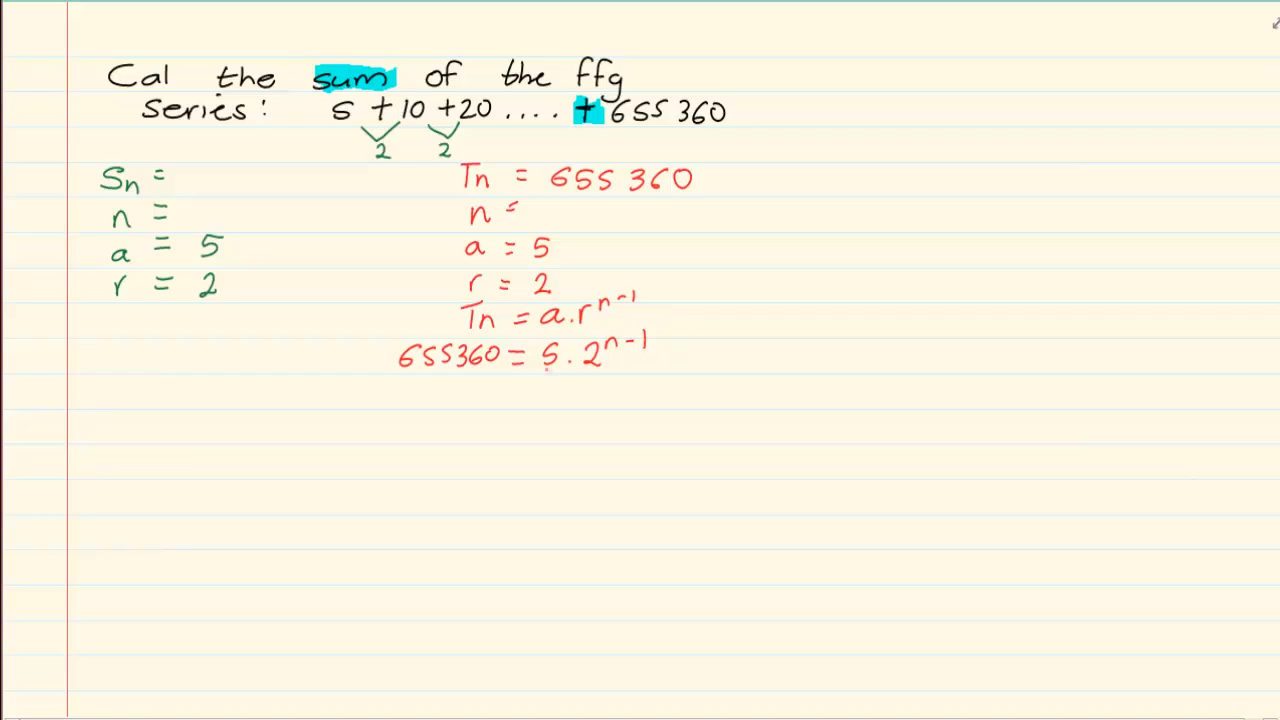 Cal the sum of the ffg
series: 5 + 10 + 20 .... + 655 360
2 2
Sn =
n =
a = 5
r = 2
Tn = 655 360
n =
a = 5
r = 2
Tn = a.r^n-1
655360 = 5 . 2^n-1